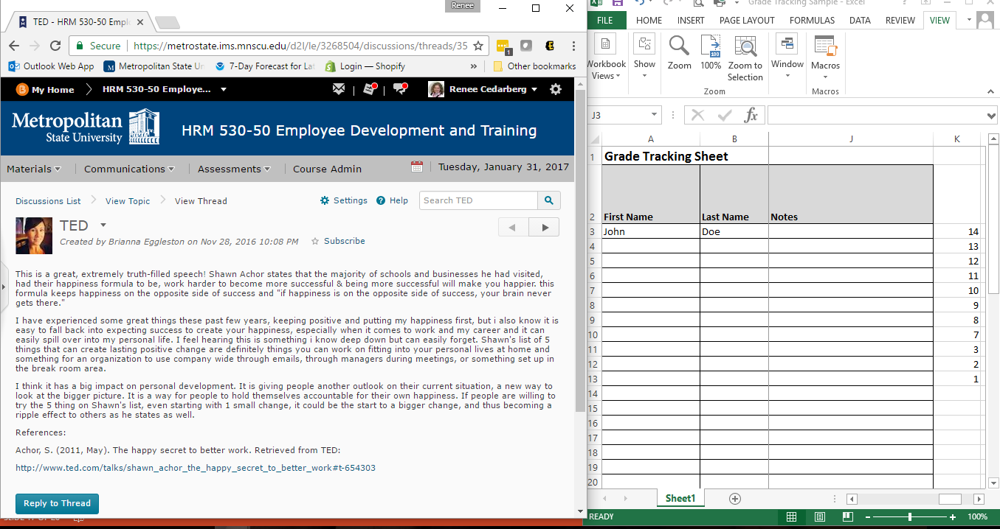 Renee
TED - HRM 530-50 Empl
Secure
https://metrostate.ims.mnscu.edu/d2l/le/3268504/discussions/threads/35
1
Outlook Web App
Metropolitan State Un
7-Day Forecast for Lat
Login — Shopify
»
Other bookmarks
My Home
HRM 530-50 Employe...
Renee Cedarberg
Metropolitan
State University
HRM 530-50 Employee Development and Training
Materials
Communications
Assessments
Course Admin
Tuesday, January 31, 2017
Discussions List
View Topic
View Thread
Settings
Help
Search TED
TED
Created by Brianna Eggleston on Nov 28, 2016 10:08 PM
Subscribe
This is a great, extremely truth-filled speech! Shawn Achor states that the majority of schools and businesses he had visited,
had their happiness formula to be, work harder to become more successful & being more successful will make you happier. this
formula keeps happiness on the opposite side of success and "if happiness is on the opposite side of success, your brain never
gets there."
I have experienced some great things these past few years, keeping positive and putting my happiness first, but i also know it is
easy to fall back into expecting success to create your happiness, especially when it comes to work and my career and it can
easily spill over into my personal life. I feel hearing this is something i know deep down but can easily forget. Shawn's list of 5
things that can create lasting positive change are definitely things you can work on fitting into your personal lives at home and
something for an organization to use company wide through emails, through managers during meetings, or something set up in
the break room area.
I think it has a big impact on personal development. It is giving people another outlook on their current situation, a new way to
look at the bigger picture. It is a way for people to hold themselves accountable for their own happiness. If people are willing to
try the 5 thing on Shawn's list, even starting with 1 small change, it could be the start to a bigger change, and thus becoming a
ripple effect to others as he states as well.
References:
Achor, S. (2011, May). The happy secret to better work. Retrieved from TED:
http://www.ted.com/talks/shawn_achor_the_happy_secret_to_better_work#t-654303
Reply to Thread
Grade Tracking Sample - Excel
FILE
HOME
INSERT
PAGE LAYOUT
FORMULAS
DATA
REVIEW
VIEW
Workbook
Views
Show
Zoom
100
100%
Zoom to
Selection
Window
Macros
Zoom
Macros
J3
fx
A B J K
1 Grade Tracking Sheet
2 First Name Last Name Notes
3 John Doe 14
4 13
5 12
6 11
7 10
8 9
9 8
10 7
11 3
12 2
13 1
14
15
16
17
18
19
20
Sheet1
READY
100%